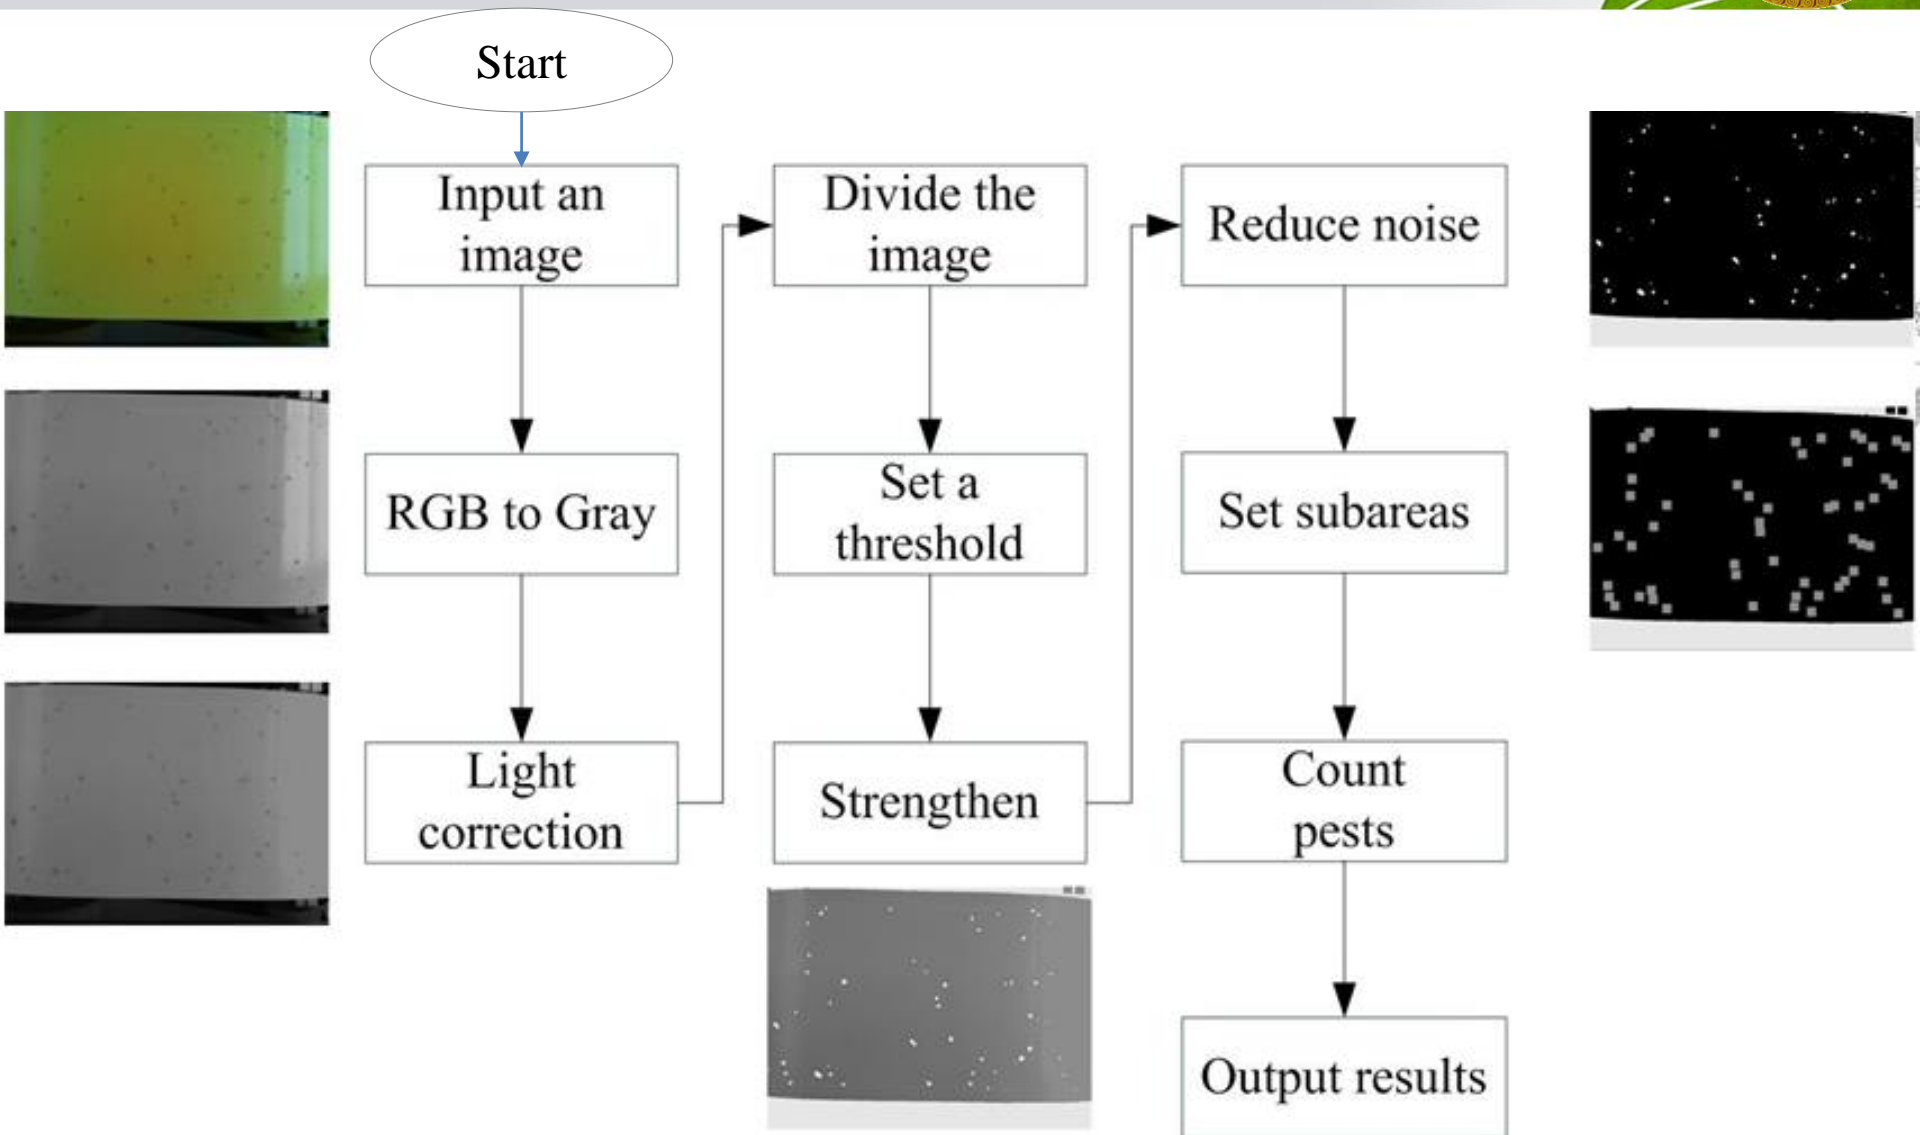 Start
Input an
image
RGB to Gray
Light
correction
Divide the
image
Set a
threshold
Strengthen
Reduce noise
Set subareas
Count
pests
Output results